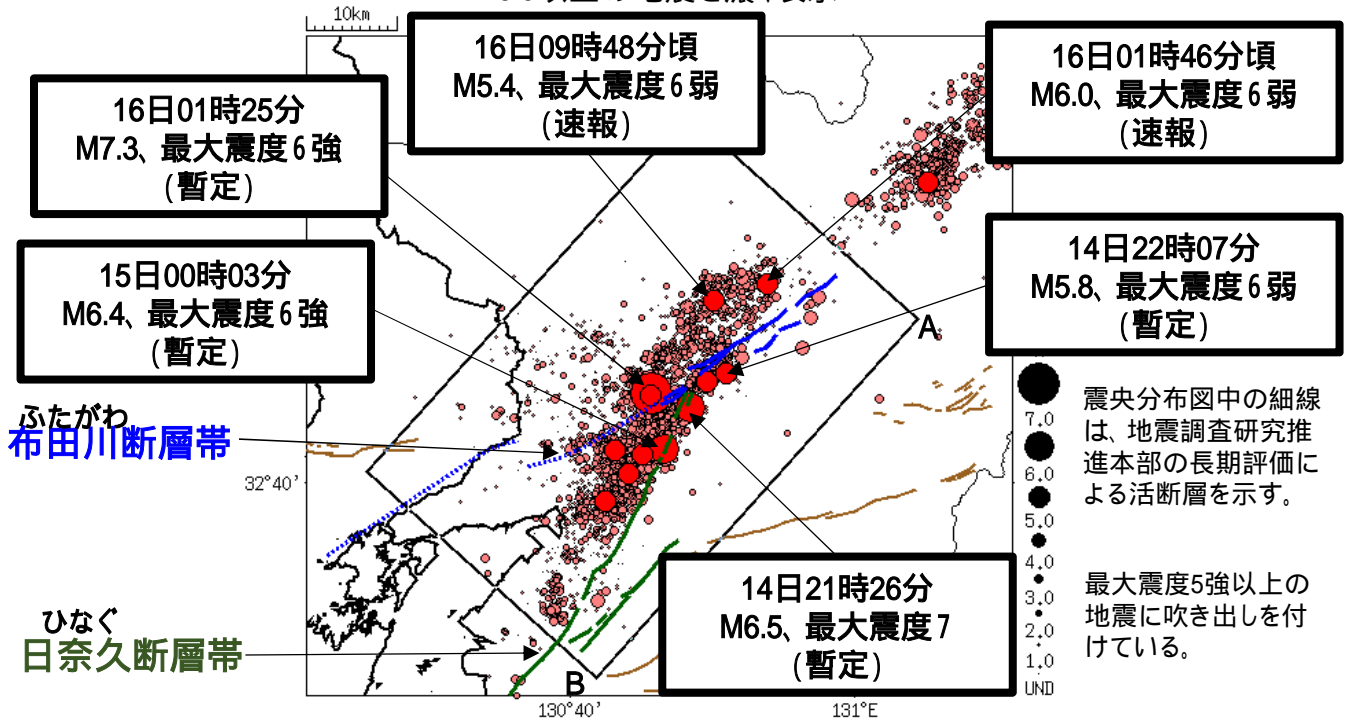 10km
16日09時48分頃
M5.4、最大震度6弱
(速報)
16日01時46分頃
M6.0、最大震度6弱
(速報)
16日01時25分
M7.3、最大震度6強
(暫定)
15日00時03分
M6.4、最大震度6強
(暫定)
14日22時07分
M5.8、最大震度6弱
(暫定)
A
ふたがわ
布田川断層帯
32°40'
7.0
6.0
5.0
4.0
3.0
2.0
1.0
UND
震央分布図中の細線
は、地震調査研究推
進本部の長期評価に
よる活断層を示す。
最大震度5強以上の
地震に吹き出しを付
けている。
14日21時26分
M6.5、最大震度7
(暫定)
ひなぐ
日奈久断層帯
B
130°40'
131°E